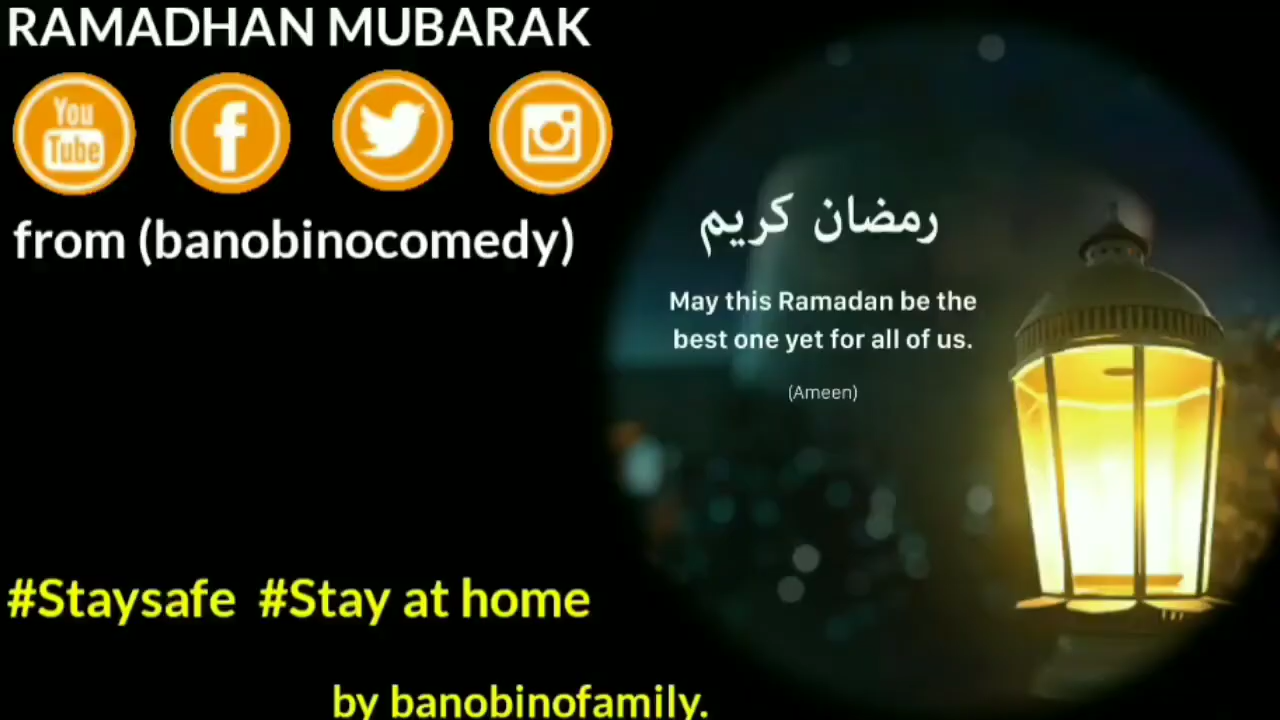 RAMADHAN MUBARAK
You
Tube
from (banobinocomedy)
رمضان كريم
May this Ramadan be the
best one yet for all of us.
(Ameen)
#Staysafe #Stay at home
by banobinofamily.